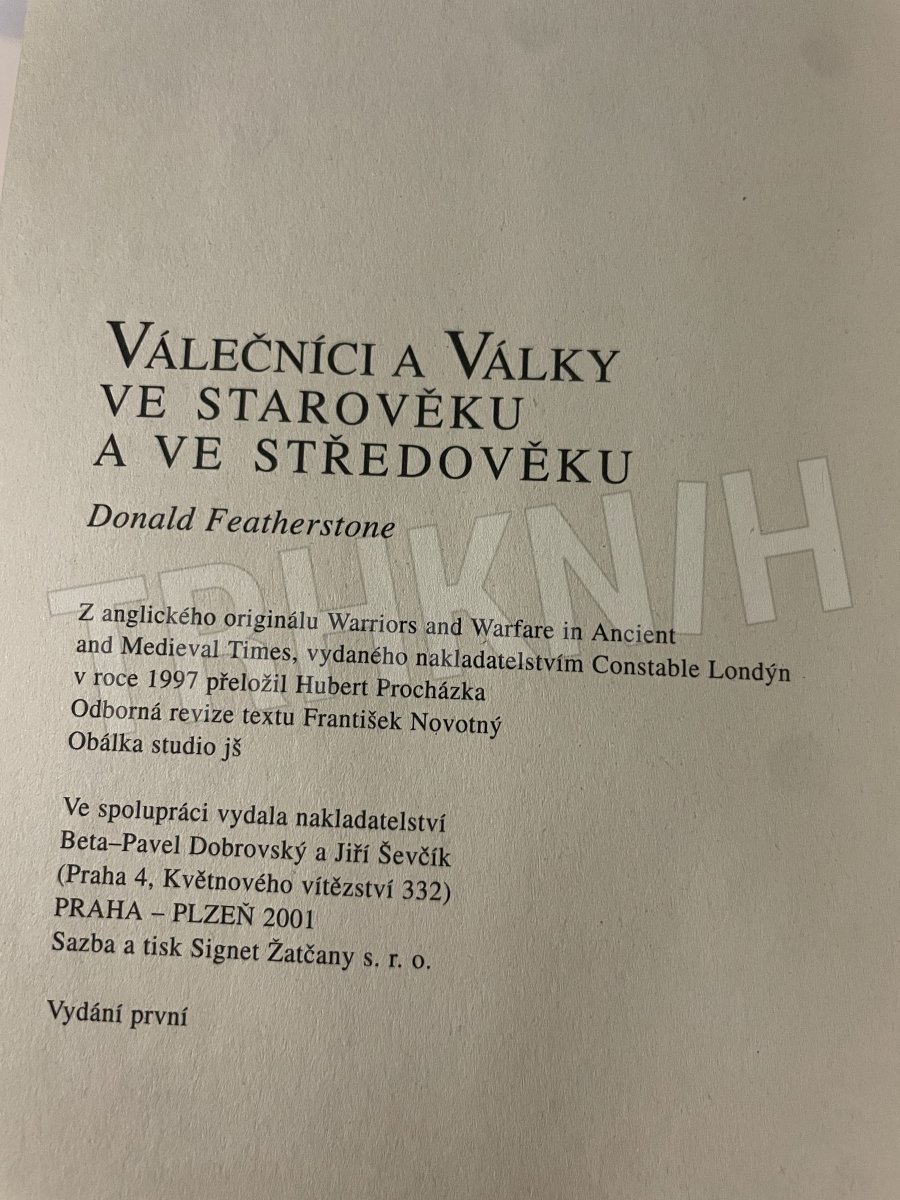 VÁLEČNÍCI A VÁLKY
VE STAROVĚKU
A VE STŘEDOVĚKU
Donald Featherstone
TRHKNIH
Z anglického originálu Warriors and Warfare in Ancient
and Medieval Times, vydaného nakladatelstvím Constable Londýn
v roce 1997 přeložil Hubert Procházka
Odborná revize textu František Novotný
Obálka studio jš
Ve spolupráci vydala nakladatelství
Beta–Pavel Dobrovský a Jiří Ševčík
(Praha 4, Květnového vítězství 332)
PRAHA – PLZEŇ 2001
Sazba a tisk Signet Žatčany s. r. o.
Vydání první